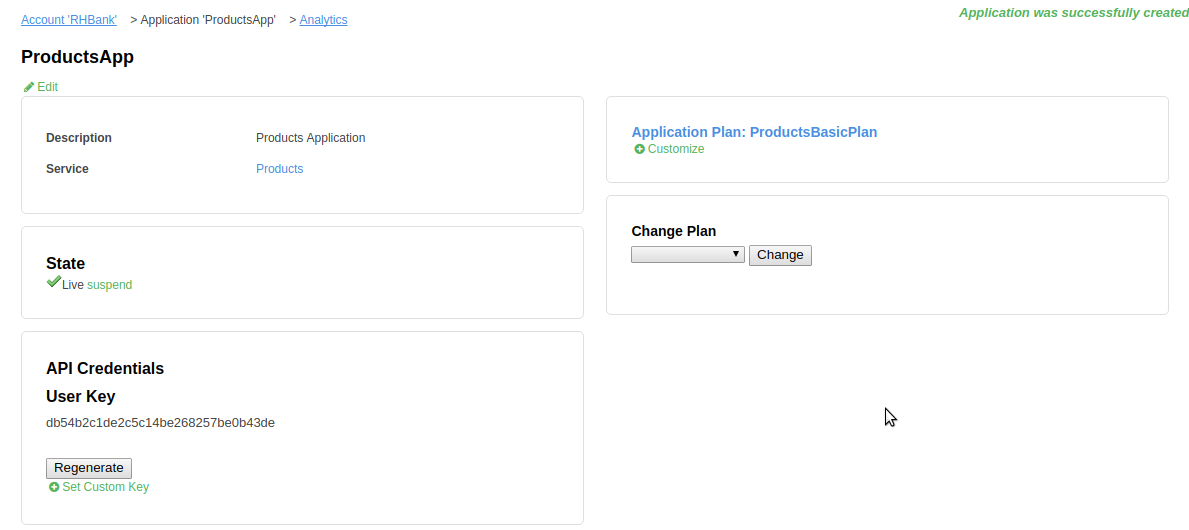 Account 'RHBank' > Application 'ProductsApp' > Analytics
Application was successfully created
ProductsApp
Edit
Description Products Application
Service Products
State
Live suspend
API Credentials
User Key
db54b2c1de2c5c14be268257be0b43de
Regenerate
Set Custom Key
Application Plan: ProductsBasicPlan
Customize
Change Plan
Change